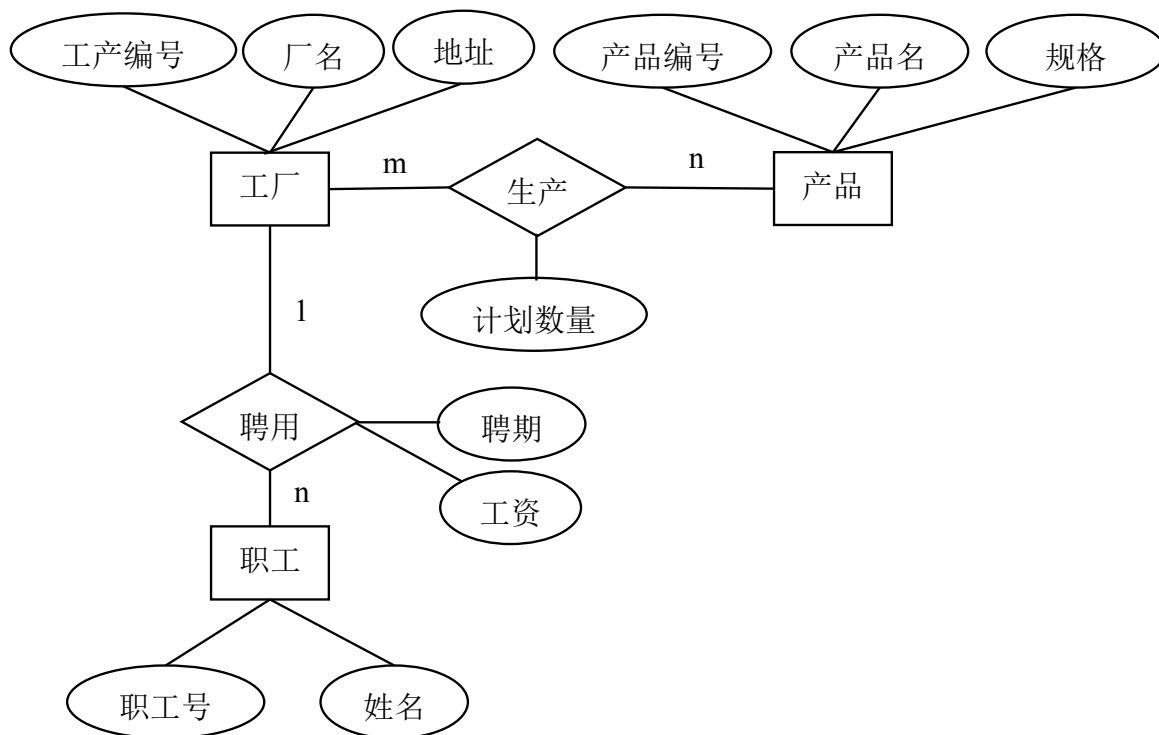 工产编号
厂名
地址
产品编号
产品名
规格
工厂
m
生产
n
产品
计划数量
1
聘用
聘期
n
工资
职工
职工号
姓名